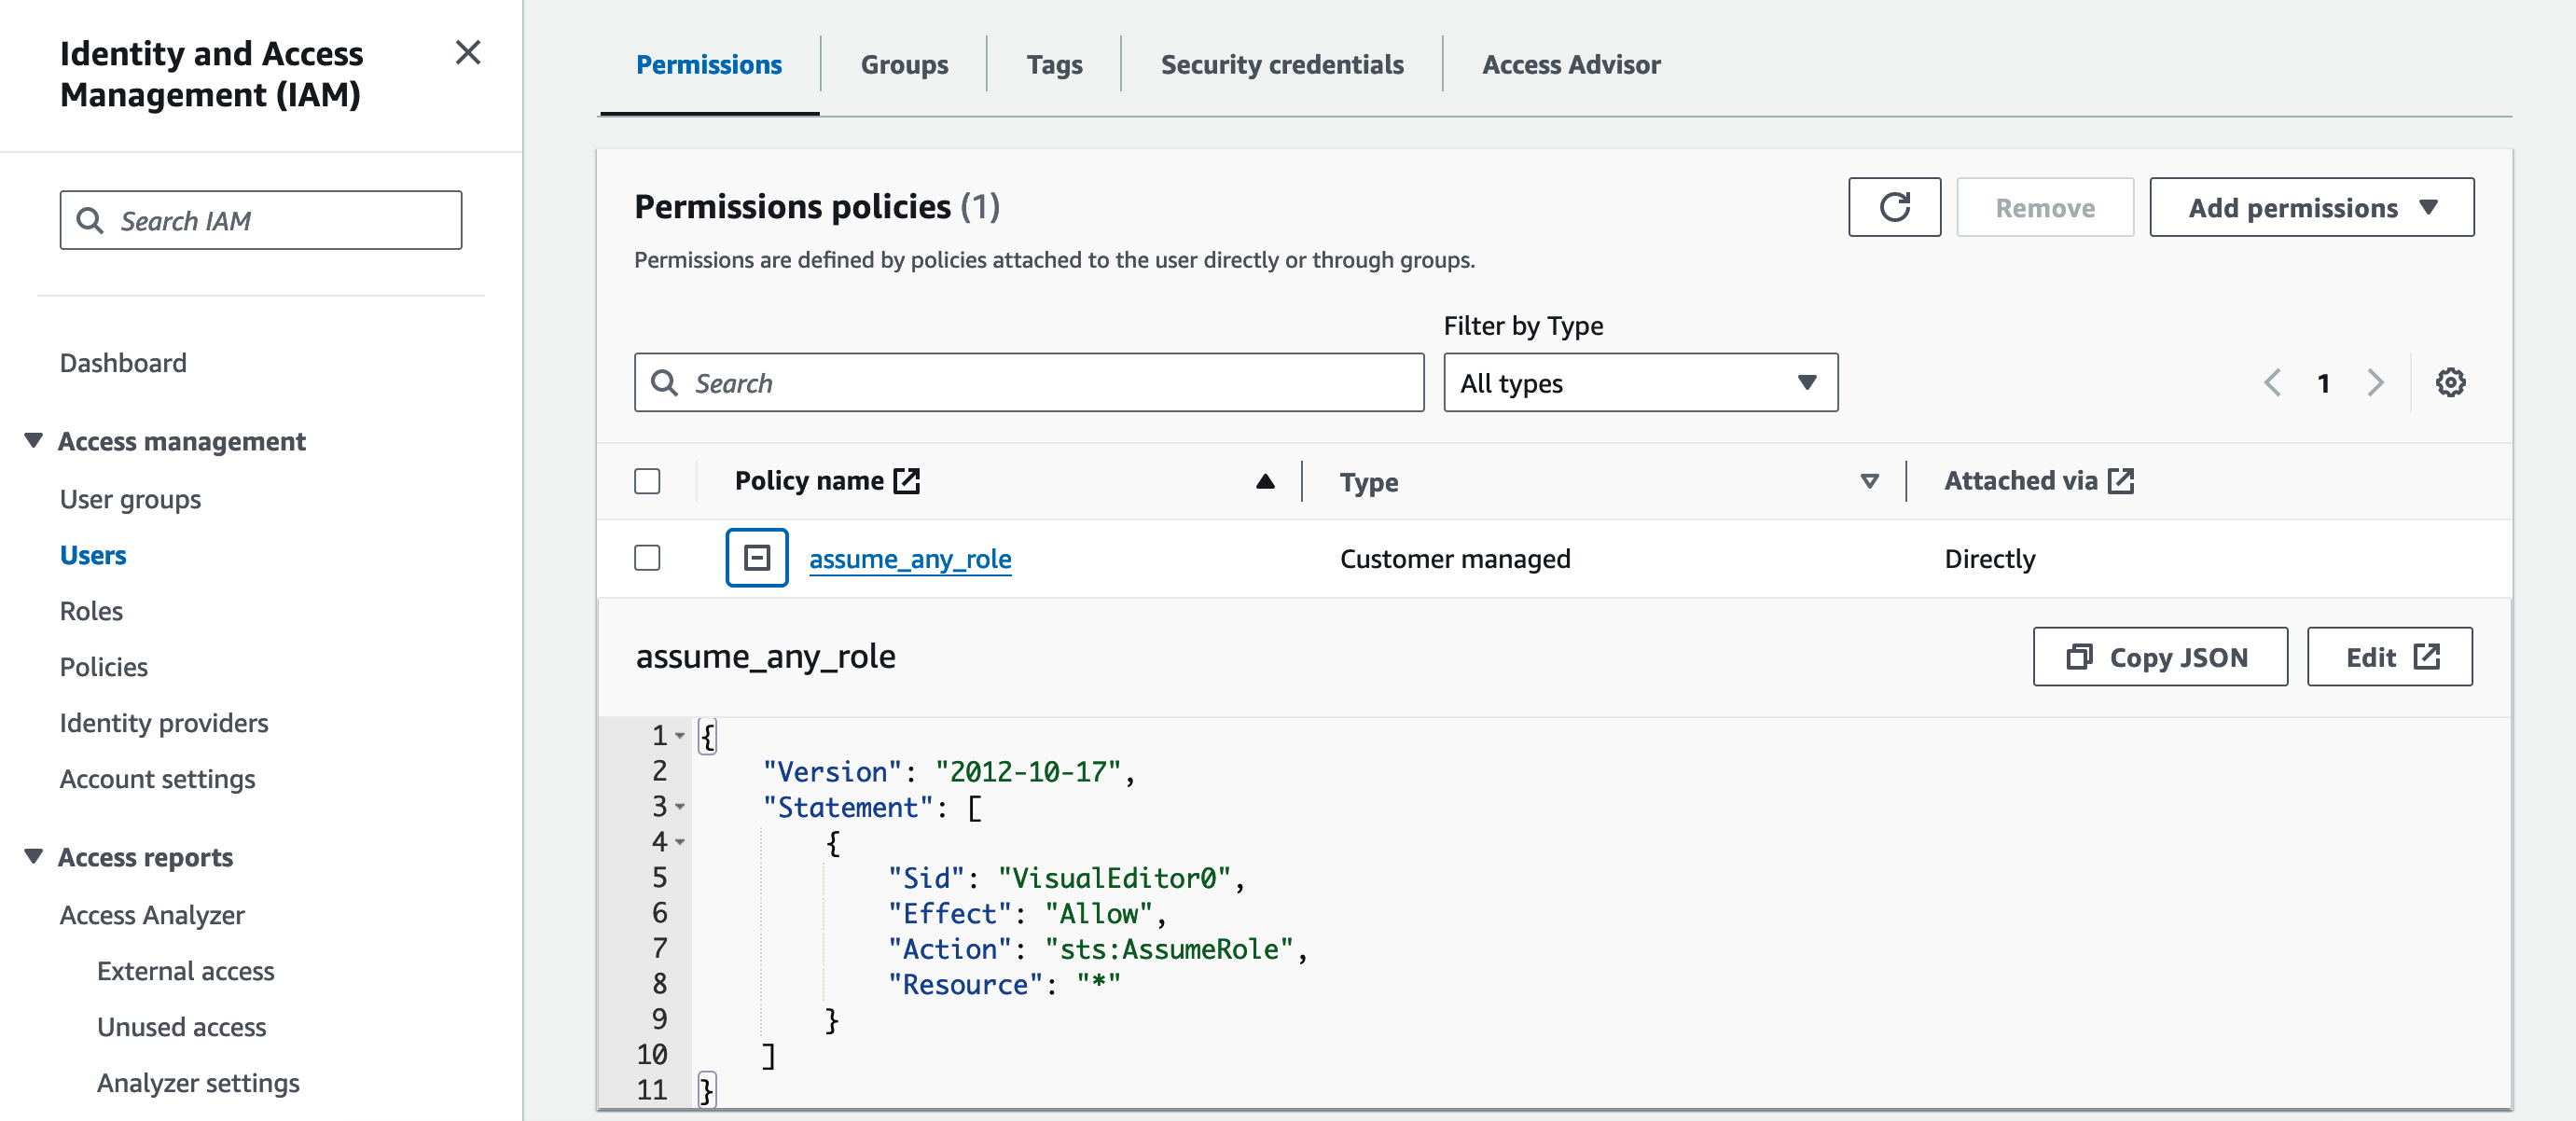 Identity and Access
Management (IAM)
Search IAM
Dashboard
Access management
User groups
Users
Roles
Policies
Identity providers
Account settings
Access reports
Access Analyzer
External access
Unused access
Analyzer settings
Permissions
Groups
Tags
Security credentials
Access Advisor
Permissions policies (1)
Remove
Add permissions
Permissions are defined by policies attached to the user directly or through groups.
Filter by Type
Search
All types
1
Policy name
Type
Attached via
assume_any_role
Customer managed
Directly
assume_any_role
Copy JSON
Edit
1 {
2 "Version": "2012-10-17",
3 "Statement": [
4 {
5 "Sid": "VisualEditor0",
6 "Effect": "Allow",
7 "Action": "sts:AssumeRole",
8 "Resource": "*"
9 }
10 ]
11 }